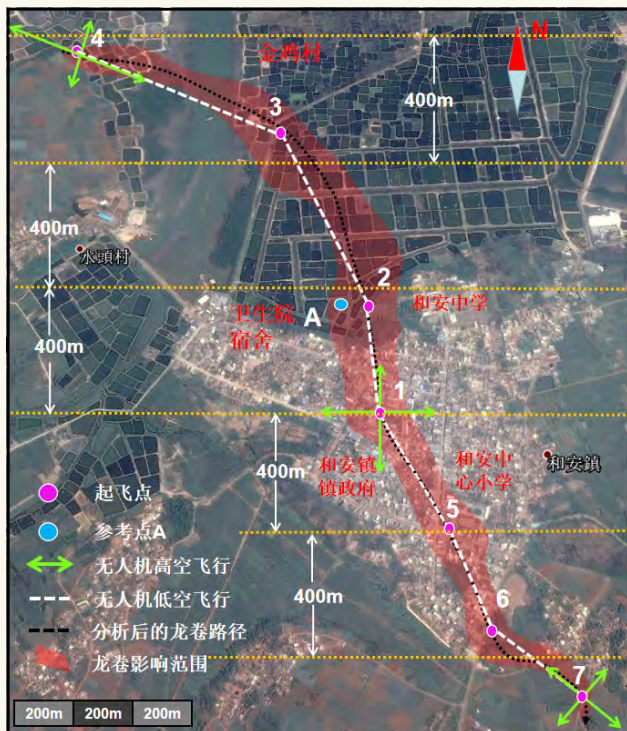 4
金鸡村
N
3
400m
400m
水頭村
2
卫生院
宿舍
A
和安中学
400m
1
400m
和安镇
镇政府
和安中
心小学
和安鎮
起飞点
5
参考点A
无人机高空飞行
400m
无人机低空飞行
6
分析后的龙卷路径
龙卷影响范围
7
200m 200m 200m